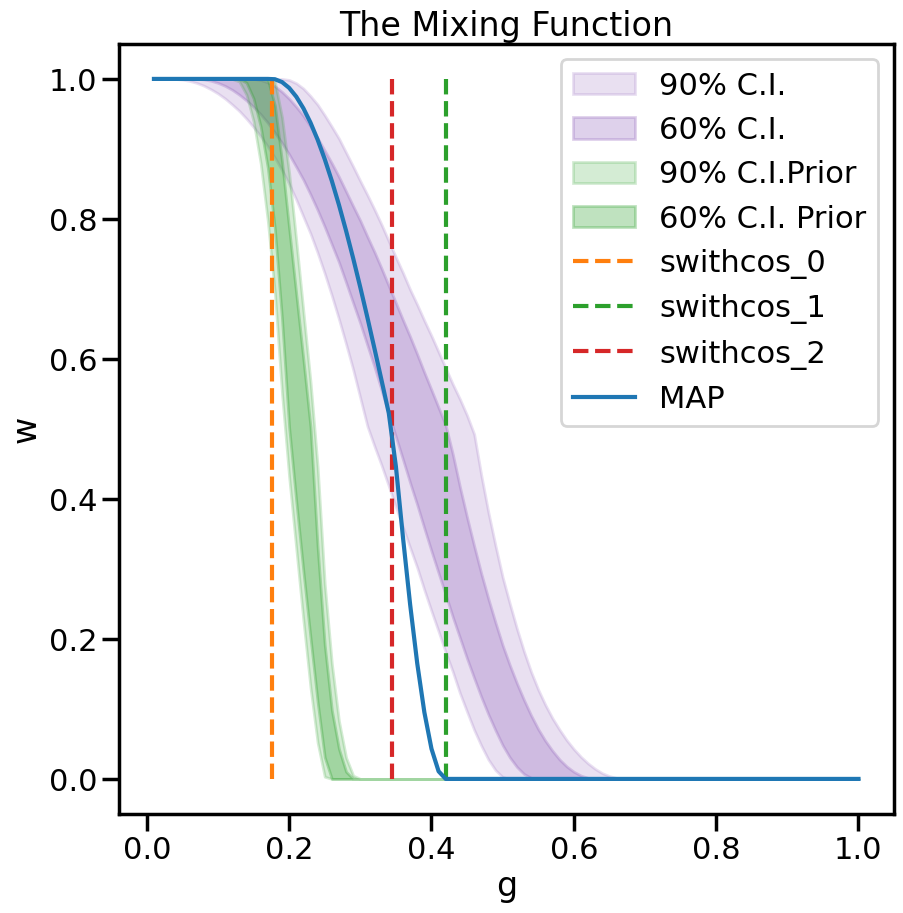 The Mixing Function
90% C.I.
60% C.I.
90% C.I.Prior
60% C.I. Prior
swithcos_0
swithcos_1
swithcos_2
MAP
w
1.0
0.8
0.6
0.4
0.2
0.0
0.0 0.2 0.4 0.6 0.8 1.0
g